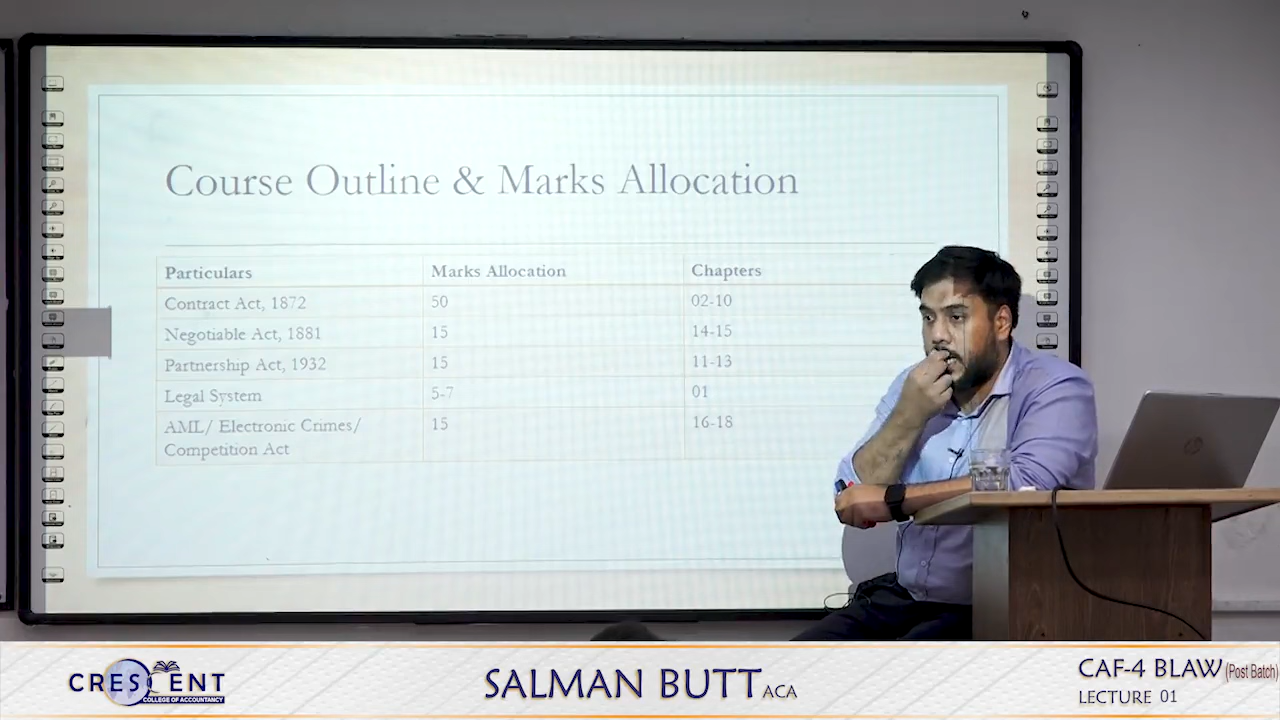 Course Outline & Marks Allocation
Particulars Marks Allocation Chapters
Contract Act, 1872 50 02-10
Negotiable Act, 1881 15 14-15
Partnership Act, 1932 15 11-13
Legal System 5-7 01
AML/ Electronic Crimes/ 15 16-18
Competition Act
hp
CRESCENT
COLLEGE OF ACCOUNTANCY
SALMAN BUTT ACA
CAF-4 BLAW (Post Batch)
LECTURE 01